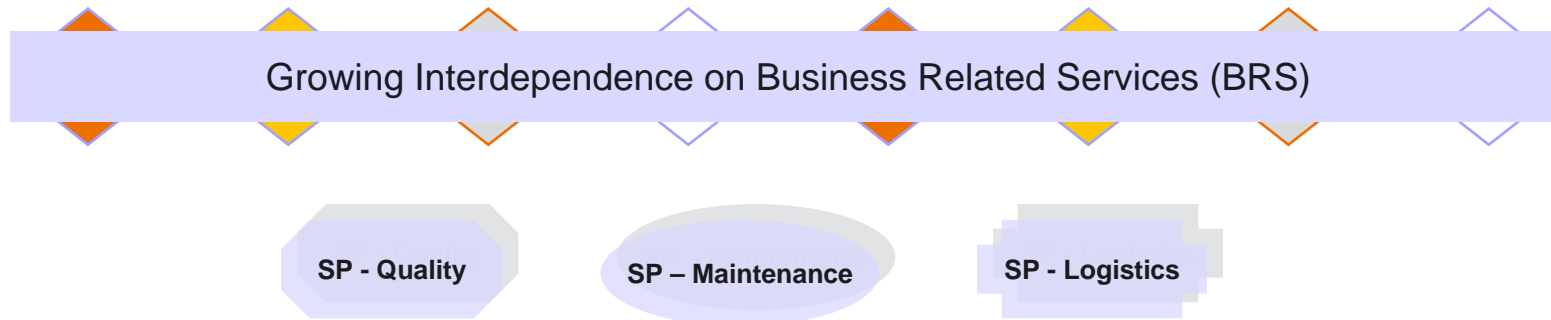 Growing Interdependence on Business Related Services (BRS)
SP - Quality
SP – Maintenance
SP - Logistics